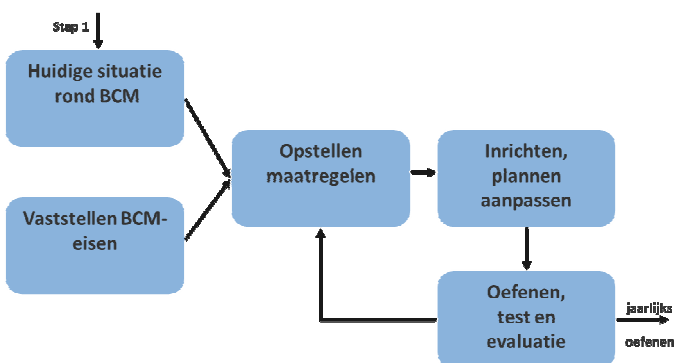 Stap 1
Huidige situatie
rond BCM
Vaststellen BCM-
eisen
Opstellen
maatregelen
Inrichten,
plannen
aanpassen
Oefenen,
test en
evaluatie
jaarlijks
oefenen